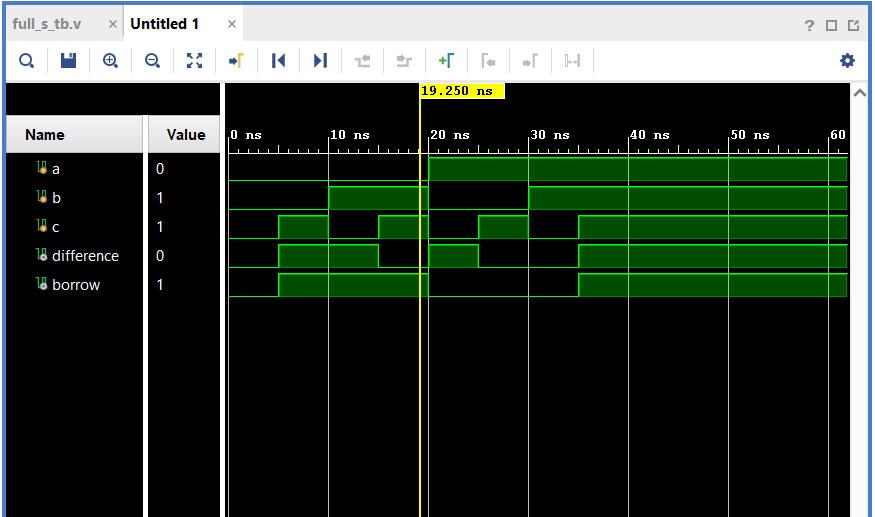 full_s_tb.v × Untitled 1 ×
?
19.250 ns
Name Value
0 ns 10 ns 20 ns 30 ns 40 ns 50 ns 60
a 0
b 1
c 1
difference 0
borrow 1